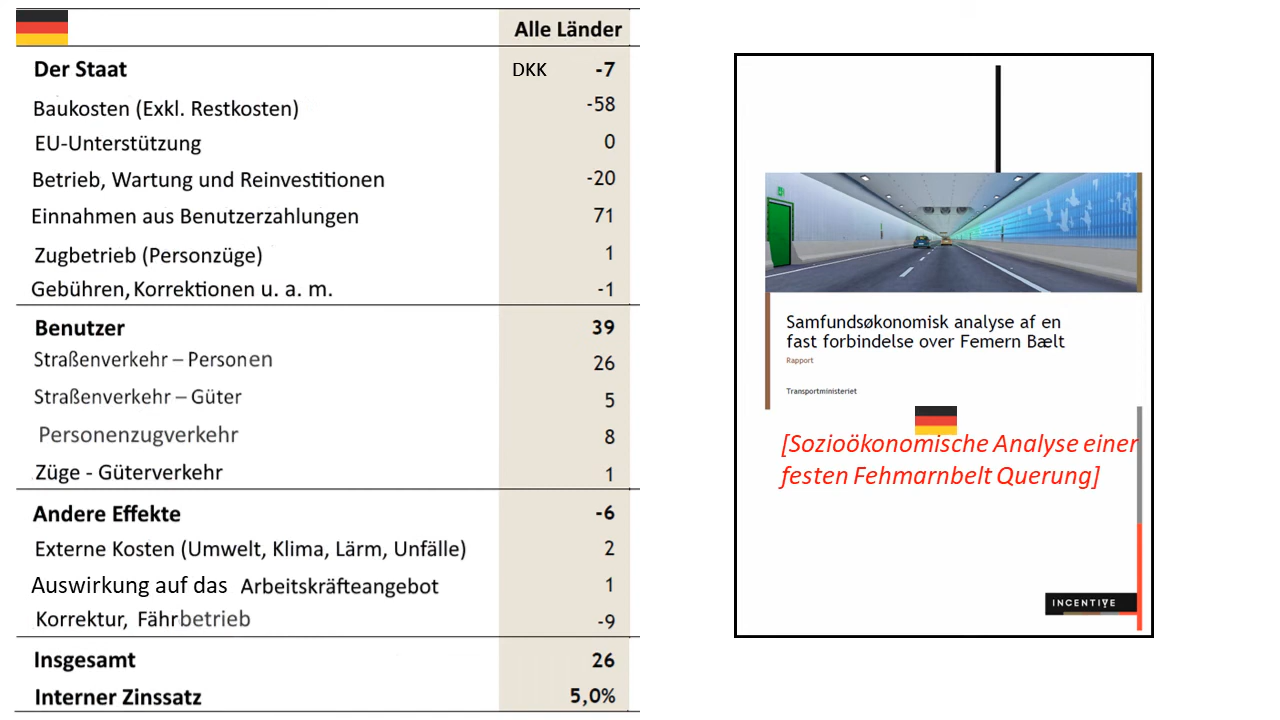 Alle Länder
Der Staat DKK -7
Baukosten (Exkl. Restkosten) -58
EU-Unterstützung 0
Betrieb, Wartung und Reinvestitionen -20
Einnahmen aus Benutzerzahlungen 71
Zugbetrieb (Personzüge) 1
Gebühren, Korrektionen u. a. m. -1
Benutzer 39
Straßenverkehr – Personen 26
Straßenverkehr – Güter 5
Personenzugverkehr 8
Züge - Güterverkehr 1
Andere Effekte -6
Externe Kosten (Umwelt, Klima, Lärm, Unfälle) 2
Auswirkung auf das Arbeitskräfteangebot 1
Korrektur, Fährbetrieb -9
Insgesamt 26
Interner Zinssatz 5,0%
Samfundsøkonomisk analyse af en
fast forbindelse over Femern Bælt
Rapport
Transportministeriet
[Sozioökonomische Analyse einer
festen Fehmarnbelt Querung]
INCENTIVE